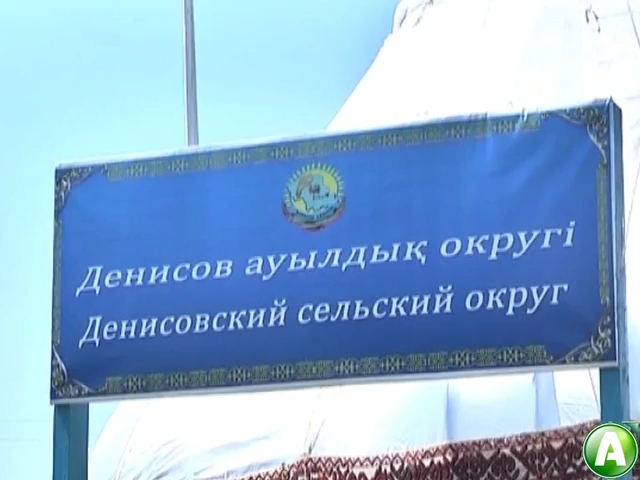 Денисов ауылдық округі
Денисовский сельский округ
A